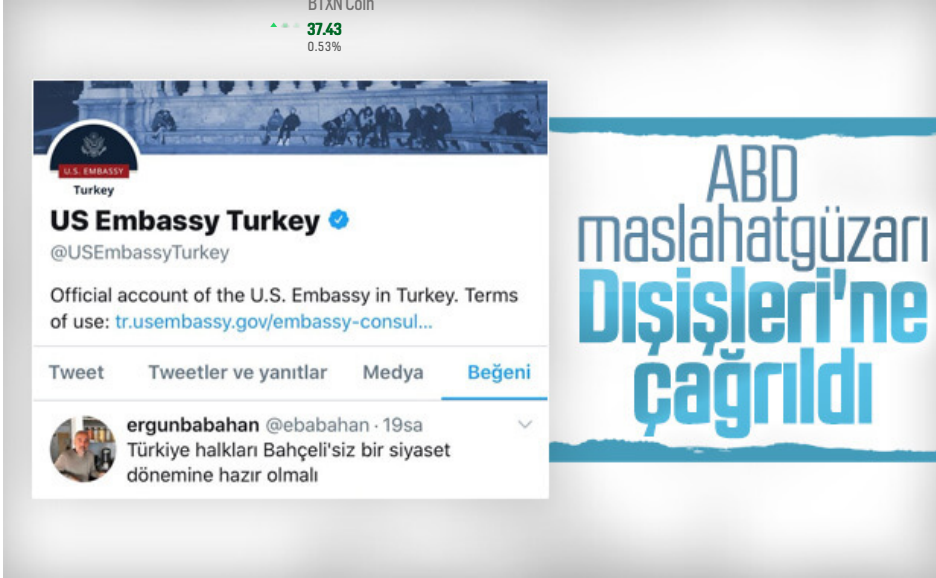 BTXN Coin
37.43
0.53%
U.S. EMBASSY
Turkey
US Embassy Turkey
@USEmbassyTurkey
Official account of the U.S. Embassy in Turkey. Terms
of use: tr.usembassy.gov/embassy-consul...
Tweet Tweetler ve yanıtlar Medya Beğeni
ergunbabahan @ebabahan · 19sa
Türkiye halkları Bahçeli'siz bir siyaset
dönemine hazır olmalı
ABD
maslahatgüzarı
Dışişleri'ne
çağrıldı